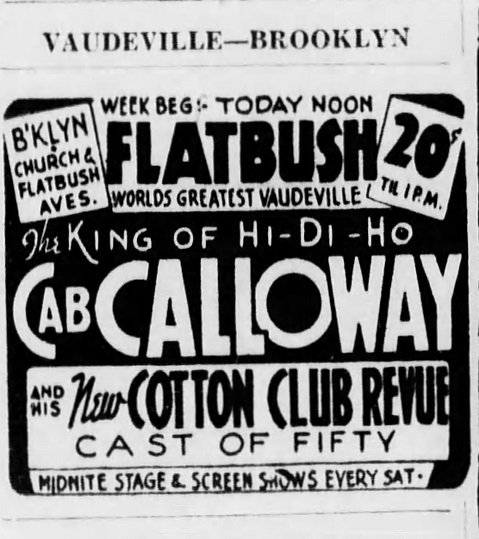 VAUDEVILLE—BROOKLYN
WEEK BEG:- TODAY NOON
B'KLYN
CHURCH &
FLATBUSH
AVES.
FLATBUSH
WORLDS GREATEST VAUDEVILLE
20¢
TIL 1 P.M.
The KING OF HI-DI-HO
CAB CALLOWAY
AND HIS New COTTON CLUB REVUE
CAST OF FIFTY
MIDNITE STAGE & SCREEN SHOWS EVERY SAT.